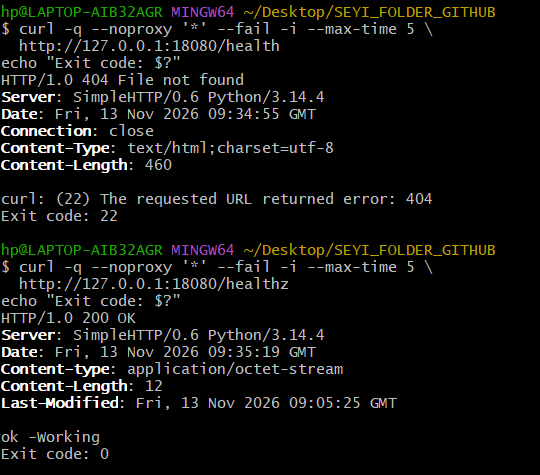 hp@LAPTOP-AIB32AGR MINGW64 ~/Desktop/SEYI_FOLDER_GITHUB
$ curl -q --noproxy '*' --fail -i --max-time 5 \
  http://127.0.0.1:18080/health
echo "Exit code: $?"
HTTP/1.0 404 File not found
Server: SimpleHTTP/0.6 Python/3.14.4
Date: Fri, 13 Nov 2026 09:34:55 GMT
Connection: close
Content-Type: text/html;charset=utf-8
Content-Length: 460

curl: (22) The requested URL returned error: 404
Exit code: 22

hp@LAPTOP-AIB32AGR MINGW64 ~/Desktop/SEYI_FOLDER_GITHUB
$ curl -q --noproxy '*' --fail -i --max-time 5 \
  http://127.0.0.1:18080/healthz
echo "Exit code: $?"
HTTP/1.0 200 OK
Server: SimpleHTTP/0.6 Python/3.14.4
Date: Fri, 13 Nov 2026 09:35:19 GMT
Content-type: application/octet-stream
Content-Length: 12
Last-Modified: Fri, 13 Nov 2026 09:05:25 GMT

ok -Working
Exit code: 0